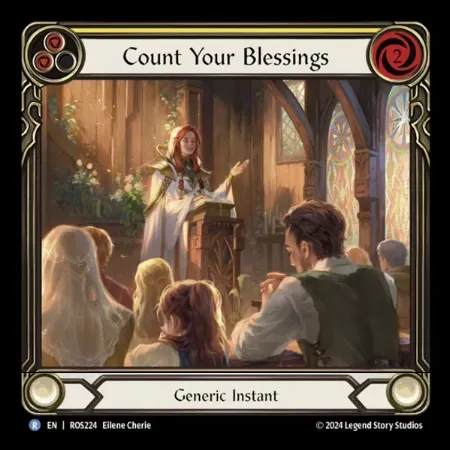 Count Your Blessings
2
Generic Instant
R EN | ROS224 Eilene Cherie
© 2024 Legend Story Studios